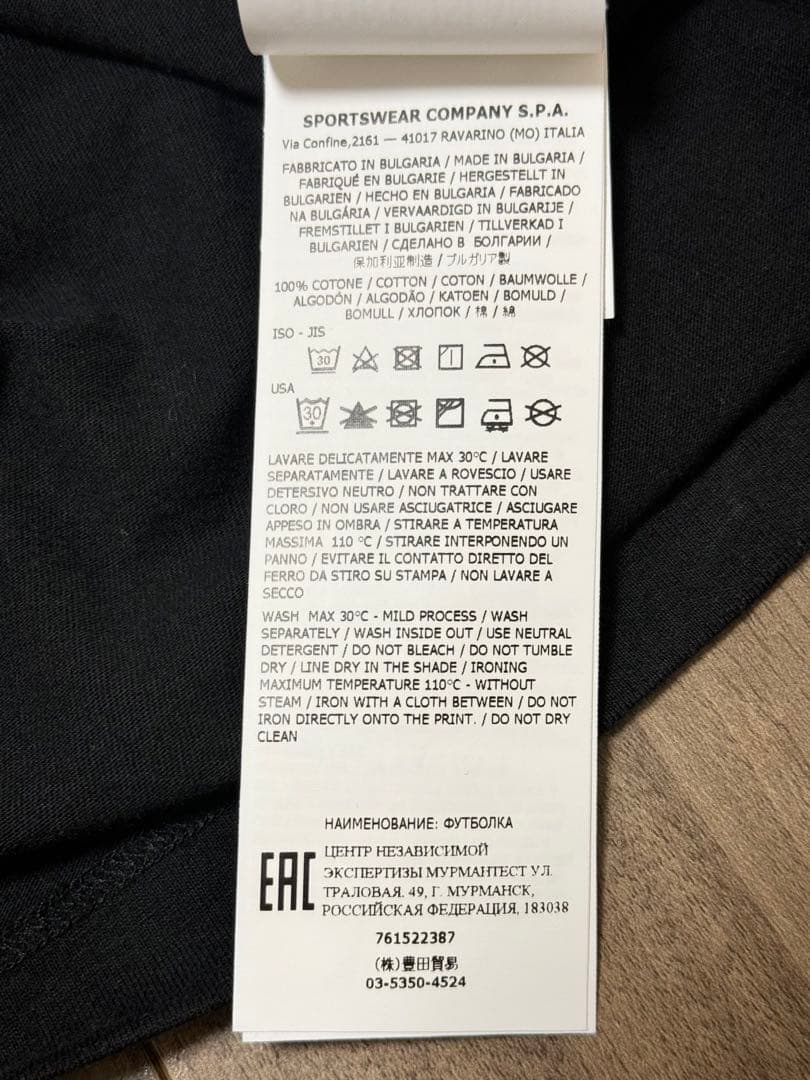 SPORTSWEAR COMPANY S.P.A.
Via Confine,2161 — 41017 RAVARINO (MO) ITALIA
FABBRICATO IN BULGARIA / MADE IN BULGARIA /
FABRIQUÉ EN BULGARIE / HERGESTELLT IN
BULGARIEN / HECHO EN BULGARIA / FABRICADO
NA BULGÁRIA / VERVAARDIGD IN BULGARIJE /
FREMSTILLET I BULGARIEN / TILLVERKAD I
BULGARIEN / СДЕЛАНО В БОЛГАРИИ /
保加利亚制造 / ブルガリア製
100% COTONE / COTTON / COTON / BAUMWOLLE /
ALGODÓN / ALGODÃO / KATOEN / BOMULD /
BOMULL / ХЛОПОК / 棉 / 綿
ISO - JIS
30
USA
30
LAVARE DELICATAMENTE MAX 30°C / LAVARE
SEPARATAMENTE / LAVARE A ROVESCIO / USARE
DETERSIVO NEUTRO / NON TRATTARE CON
CLORO / NON USARE ASCIUGATRICE / ASCIUGARE
APPESO IN OMBRA / STIRARE A TEMPERATURA
MASSIMA 110 °C / STIRARE INTERPONENDO UN
PANNO / EVITARE IL CONTATTO DIRETTO DEL
FERRO DA STIRO SU STAMPA / NON LAVARE A
SECCO
WASH MAX 30°C - MILD PROCESS / WASH
SEPARATELY / WASH INSIDE OUT / USE NEUTRAL
DETERGENT / DO NOT BLEACH / DO NOT TUMBLE
DRY / LINE DRY IN THE SHADE / IRONING
MAXIMUM TEMPERATURE 110°C - WITHOUT
STEAM / IRON WITH A CLOTH BETWEEN / DO NOT
IRON DIRECTLY ONTO THE PRINT. / DO NOT DRY
CLEAN
НАИМЕНОВАНИЕ: ФУТБОЛКА
EAC
ЦЕНТР НЕЗАВИСИМОЙ
ЭКСПЕРТИЗЫ МУРМАНТЕСТ УЛ.
ТРАЛОВАЯ. 49, Г. МУРМАНСК,
РОССИЙСКАЯ ФЕДЕРАЦИЯ, 183038
761522387
(株)豊田貿易
03-5350-4524